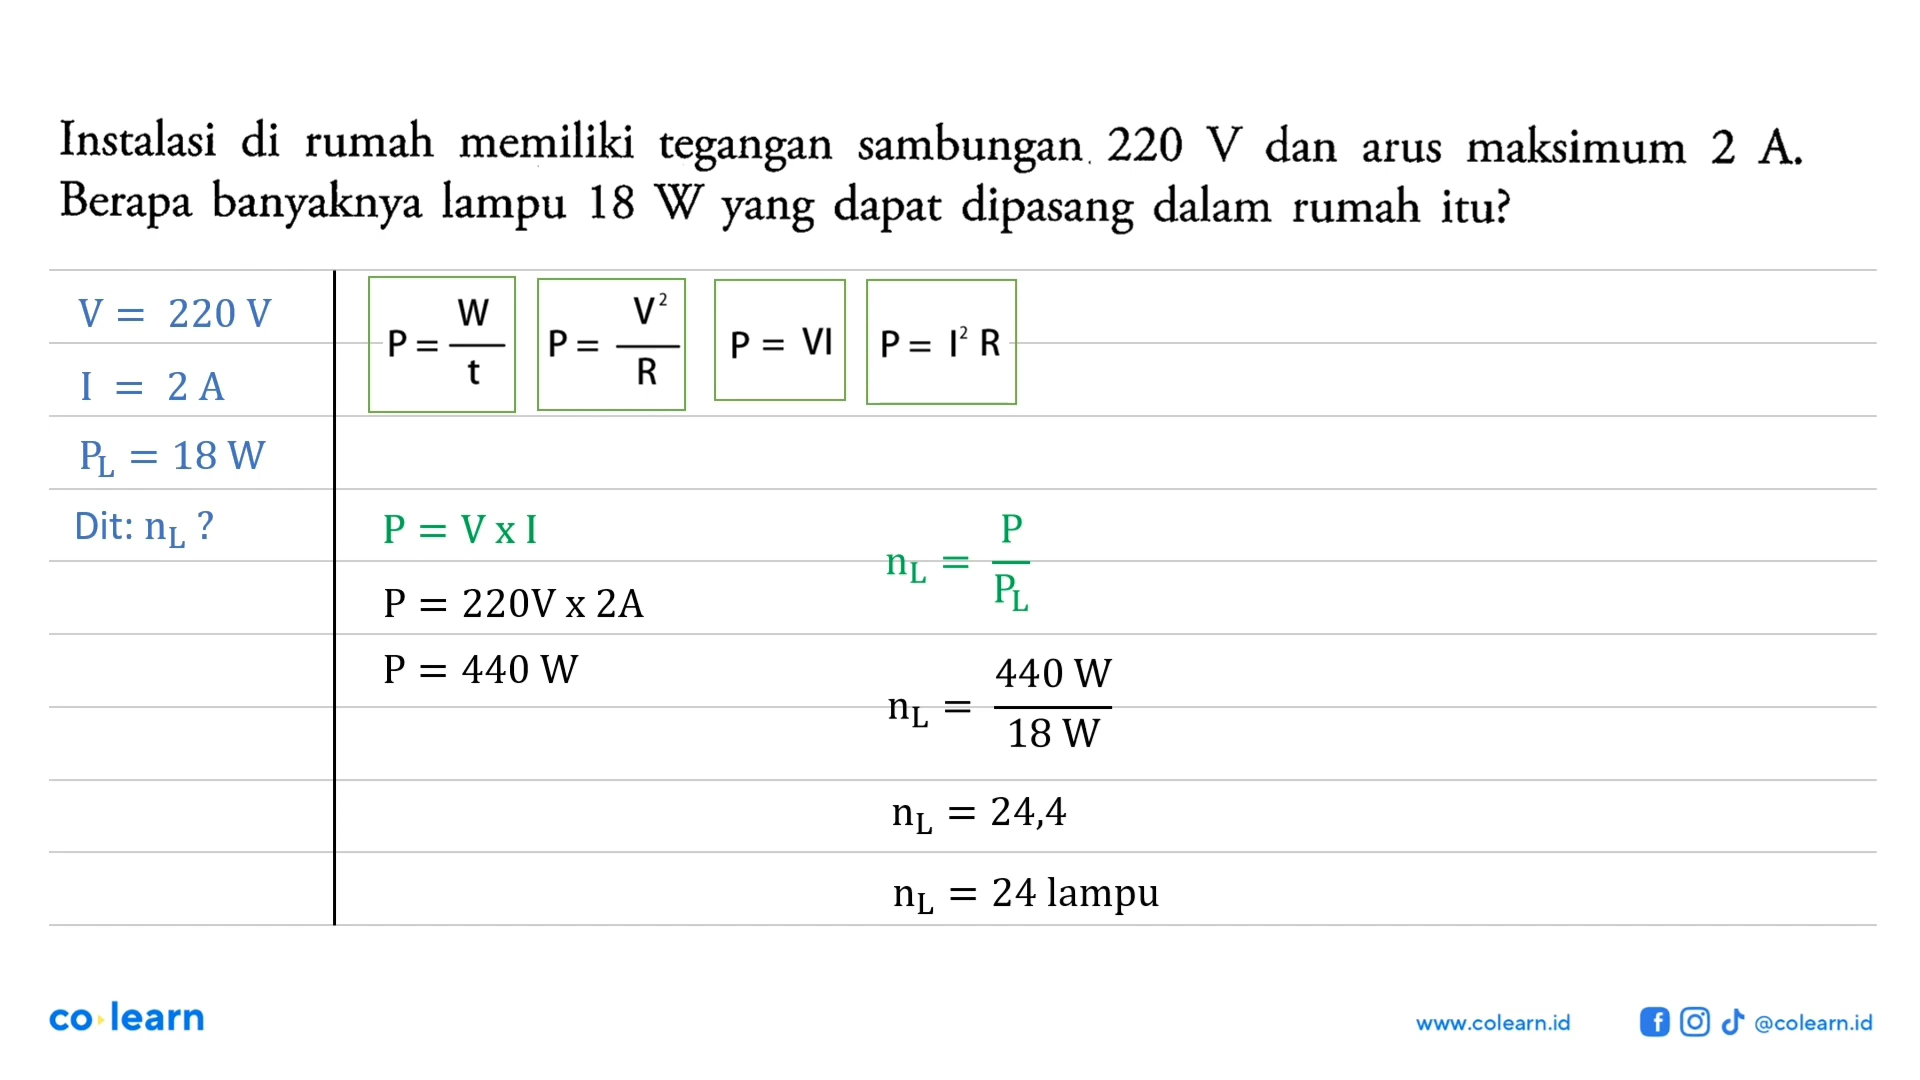 Instalasi di rumah memiliki tegangan sambungan 220 V dan arus maksimum 2 A.
Berapa banyaknya lampu 18 W yang dapat dipasang dalam rumah itu?
V = 220 V
I = 2 A
P_L = 18 W
Dit: n_L ?
P = W/t
P = V²/R
P = VI
P = I² R
P = V x I
P = 220V x 2A
P = 440 W
n_L = P/P_L
n_L = 440 W/18 W
n_L = 24,4
n_L = 24 lampu
co learn
www.colearn.id
@colearn.id